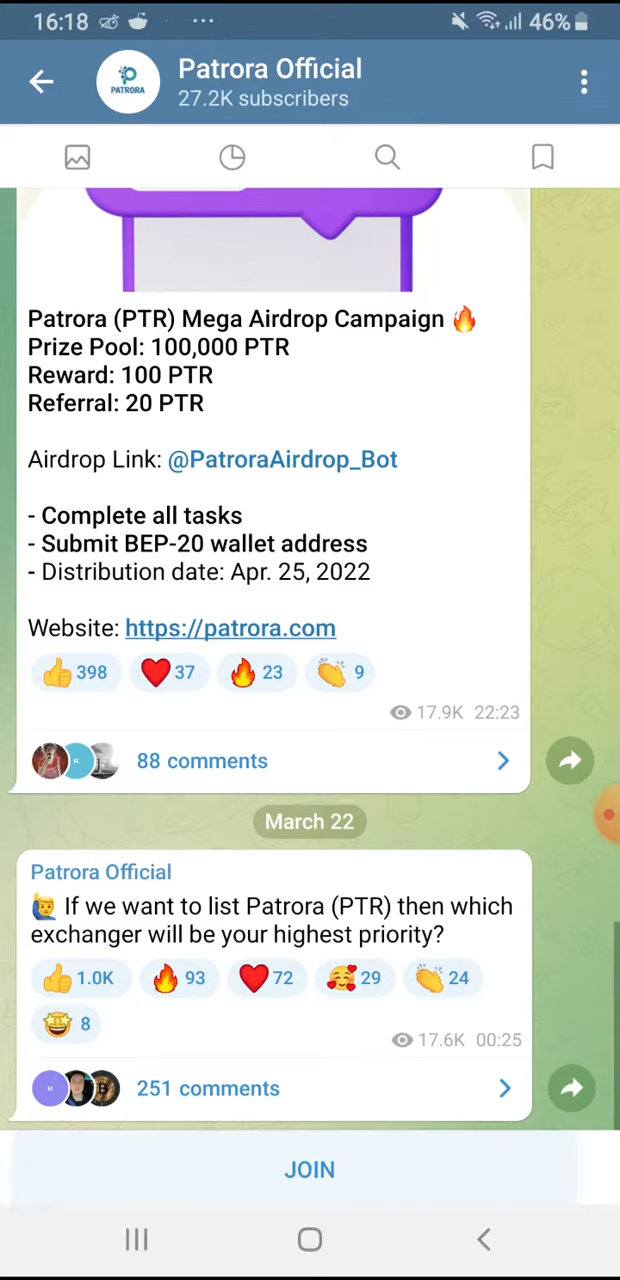 16:18
46%
PATRORA
Patrora Official
27.2K subscribers
Patrora (PTR) Mega Airdrop Campaign 🔥
Prize Pool: 100,000 PTR
Reward: 100 PTR
Referral: 20 PTR
Airdrop Link: @PatroraAirdrop_Bot
- Complete all tasks
- Submit BEP-20 wallet address
- Distribution date: Apr. 25, 2022
Website: https://patrora.com
👍 398 ❤️ 37 🔥 23 👏 9
17.9K 22:23
88 comments
March 22
Patrora Official
🙋‍♂️ If we want to list Patrora (PTR) then which
exchanger will be your highest priority?
👍 1.0K 🔥 93 ❤️ 72 🥰 29 👏 24
🤩 8
17.6K 00:25
M
251 comments
JOIN